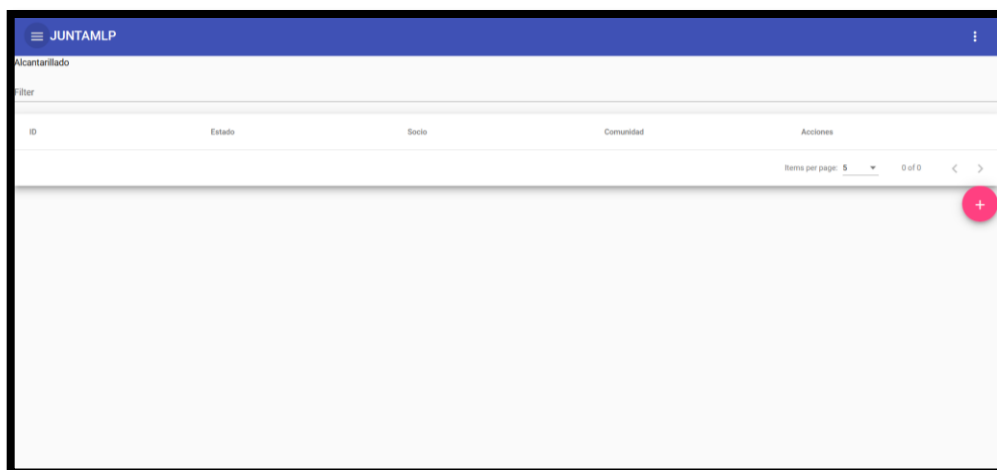 JUNTAMLP
Alcantarillado
Filter
ID Estado Socio Comunidad Acciones
Items per page: 5 0 of 0
+